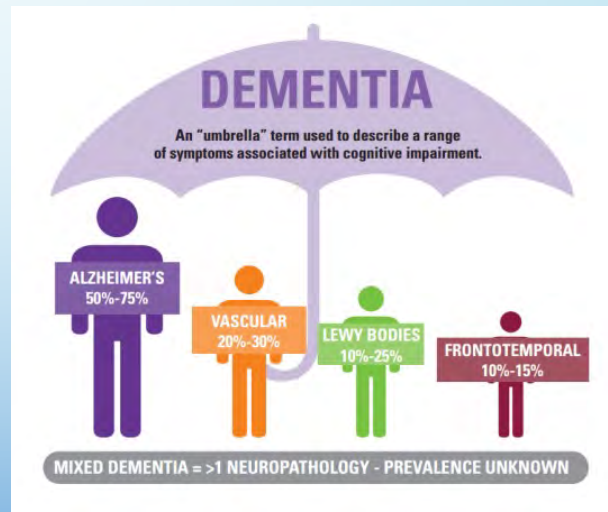 DEMENTIA
An “umbrella” term used to describe a range
of symptoms associated with cognitive impairment.
ALZHEIMER'S
50%-75%
VASCULAR
20%-30%
LEWY BODIES
10%-25%
FRONTOTEMPORAL
10%-15%
MIXED DEMENTIA = >1 NEUROPATHOLOGY - PREVALENCE UNKNOWN